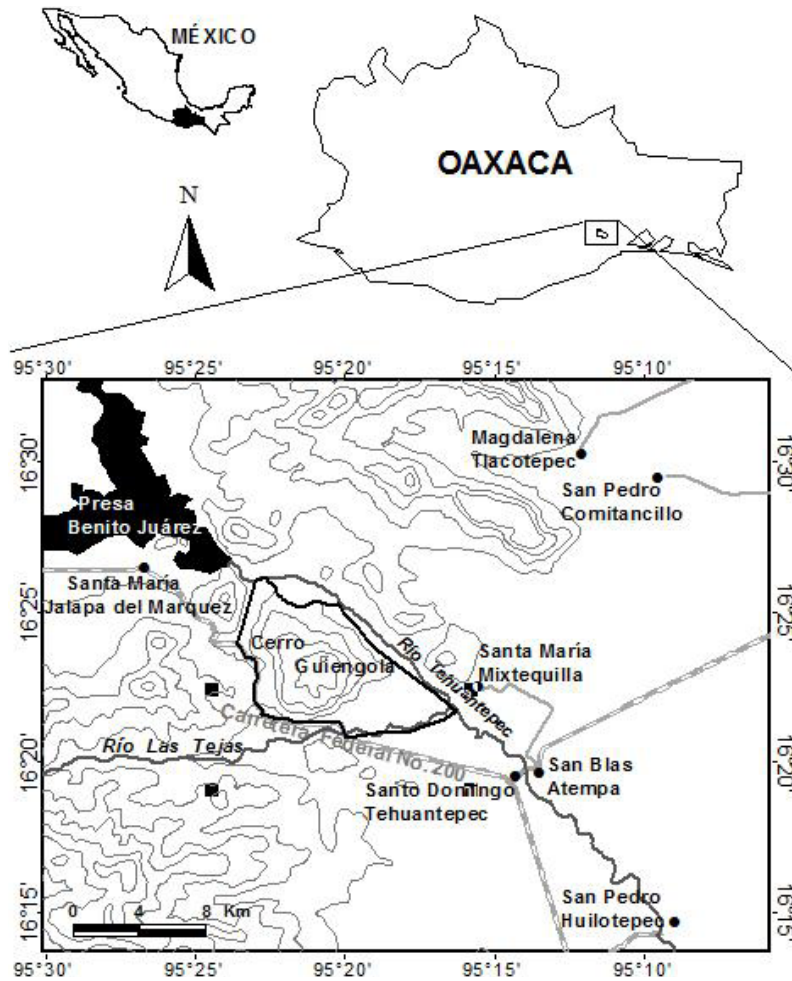 MÉXICO
OAXACA
N
95°30'
95°24'
95°20'
95°15'
95°10'
16°30'
16°30'
Magdalena
Tlacotepec
San Pedro
Comitancillo
Presa
Benito Juárez
Santa María
Jalapa del Marquez
16°25'
16°25'
Cerro
Guiengola
Río Tehuantepec
Santa María
Mixtequilla
Carretera Federal No. 200
Río Las Tejas
16°20'
16°20'
San Blas
Atempa
Santo Domingo
Tehuantepec
San Pedro
Huilotepec
16°15'
16°15'
0 4 8 Km
95°30'
95°25'
95°20'
95°15'
95°10'